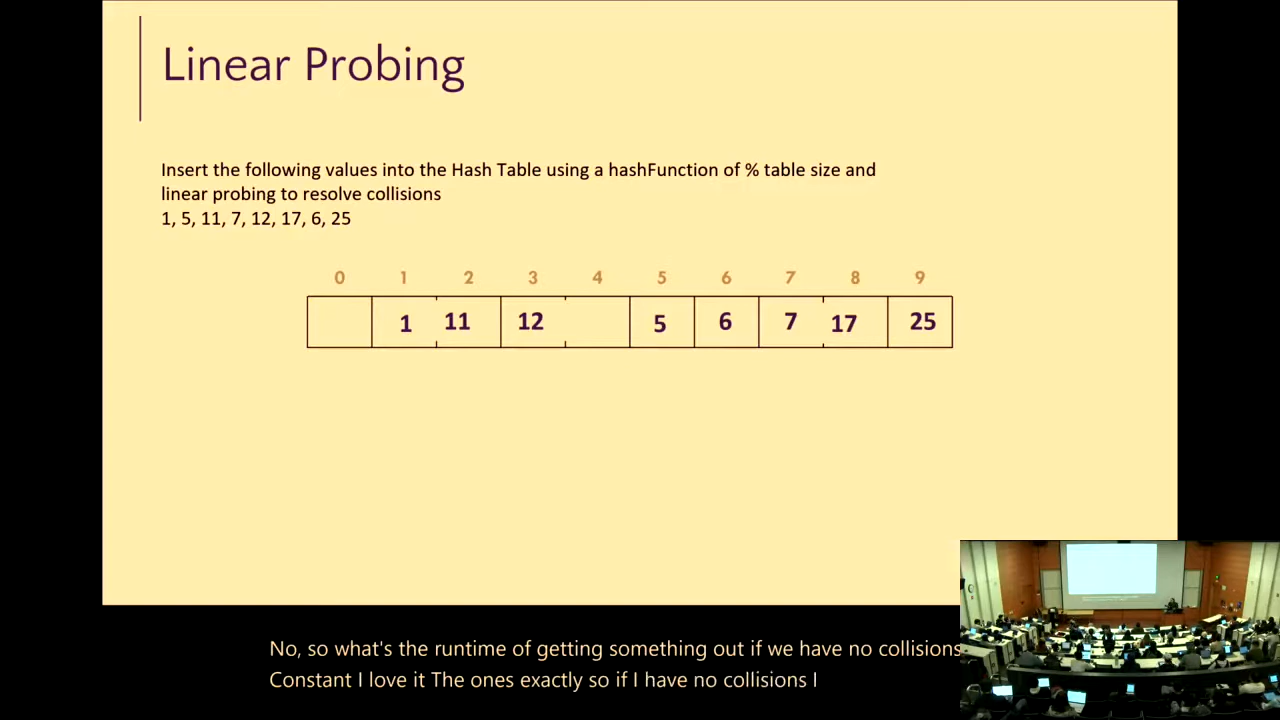 Linear Probing
Insert the following values into the Hash Table using a hashFunction of % table size and
linear probing to resolve collisions
1, 5, 11, 7, 12, 17, 6, 25
0 1 2 3 4 5 6 7 8 9
1 11 12 5 6 7 17 25
No, so what's the runtime of getting something out if we have no collisions
Constant I love it The ones exactly so if I have no collisions I